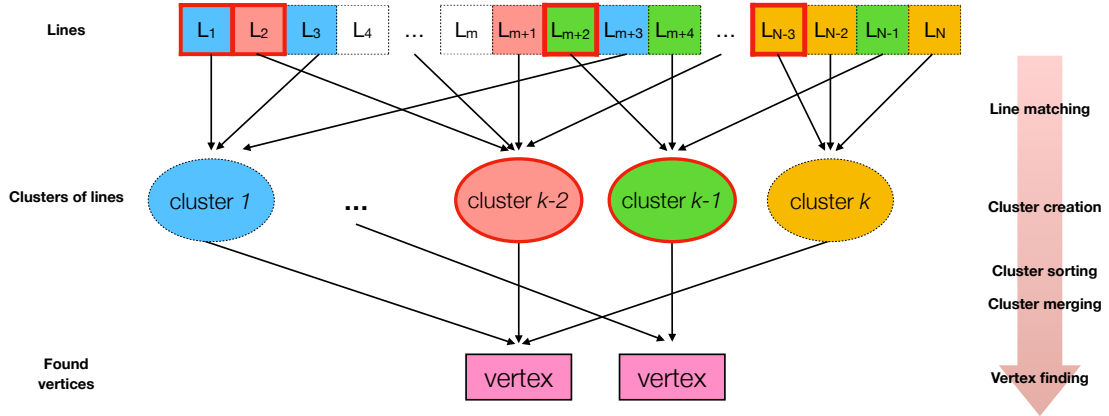 Lines L1 L2 L3 L4 ... Lm Lm+1 Lm+2 Lm+3 Lm+4 ... LN-3 LN-2 LN-1 LN
Line matching
Clusters of lines cluster 1 ... cluster k-2 cluster k-1 cluster k Cluster creation
Cluster sorting
Cluster merging
Found
vertices
vertex vertex Vertex finding